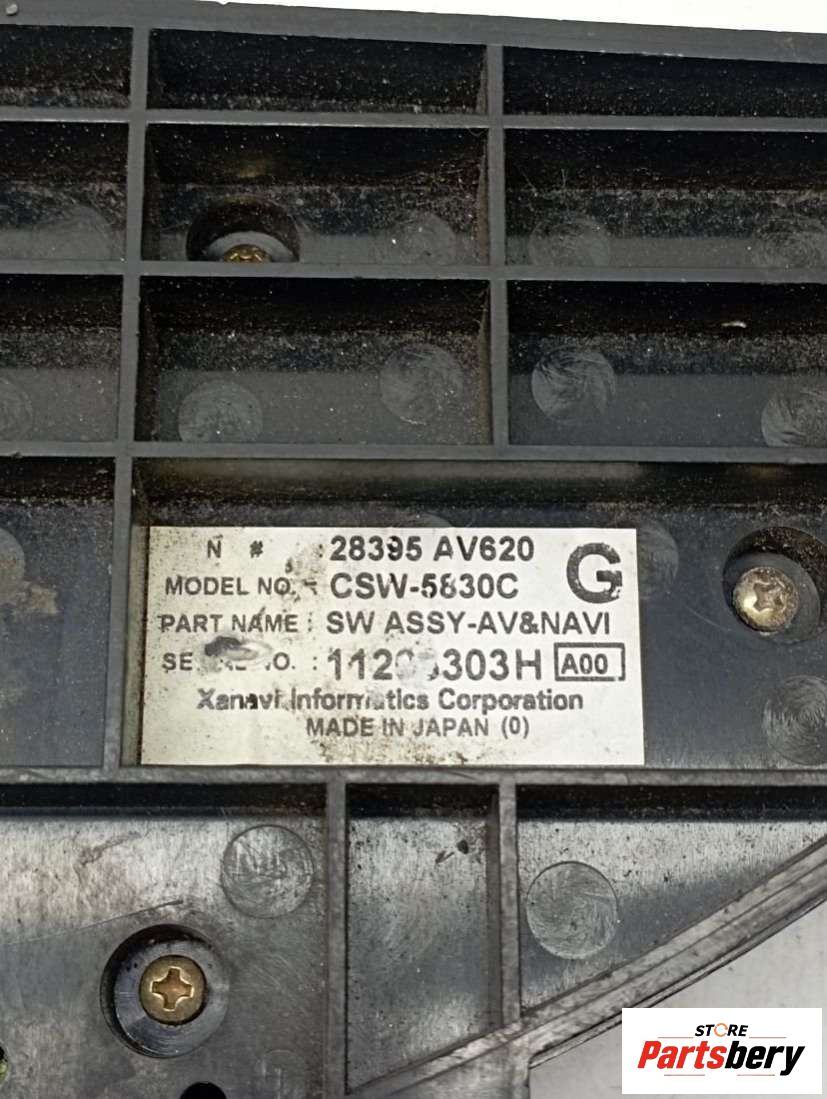 N # : 28395 AV620
G
MODEL NO. : CSW-5830C
PART NAME : SW ASSY-AV&NAVI
: A00
Xanavi Informatics Corporation
MADE IN JAPAN (0)
STORE
Partsbery